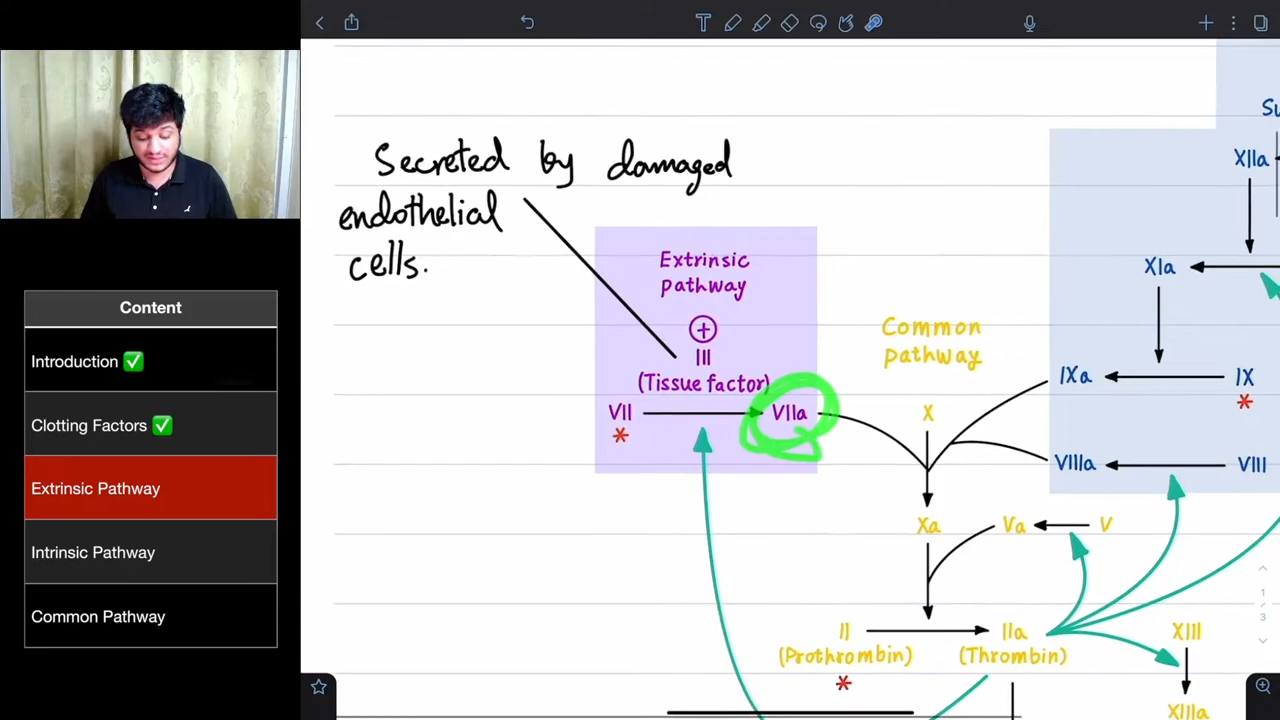 Content
Introduction ✅
Clotting Factors ✅
Extrinsic Pathway
Intrinsic Pathway
Common Pathway
Secreted by damaged
endothelial
cells.
Extrinsic
pathway
+
III
(Tissue factor)
VII
VIIa
*
Common
pathway
X
Xa
Va
V
II
(Prothrombin)
*
IIa
(Thrombin)
XIII
XIIIa
XIIa
XIa
IXa
IX
*
VIIIa
VIII
T
1
/
3